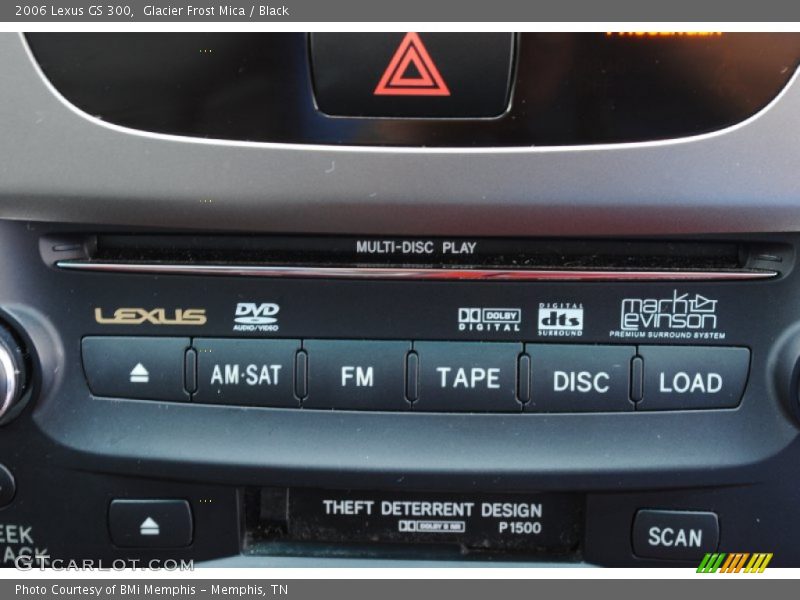 2006 Lexus GS 300,  Glacier Frost Mica / Black
MULTI-DISC PLAY
LEXUS
DVD
AUDIO/VIDEO
DOLBY
DIGITAL
DIGITAL
dts
SURROUND
mark
Levinson
PREMIUM SURROUND SYSTEM
AM·SAT
FM
TAPE
DISC
LOAD
THEFT DETERRENT DESIGN
DOLBY B NR
P1500
EEK
ACK
SCAN
GTcarlot.com
Photo Courtesy of BMi Memphis – Memphis, TN